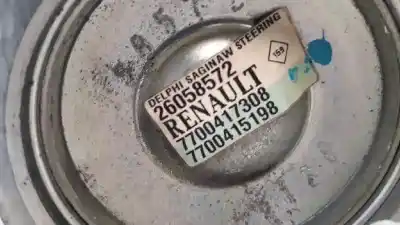 DELPHI SAGINAW STEERING
26058572
RENAULT
7700417308
7700415198